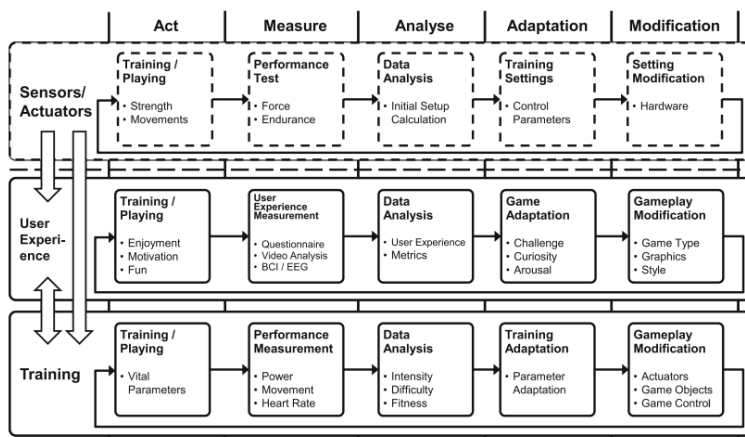 Act
Measure
Analyse
Adaptation
Modification
Sensors/
Actuators
Training /
Playing
• Strength
• Movements
Performance
Test
• Force
• Endurance
Data
Analysis
• Initial Setup
Calculation
Training
Settings
• Control
Parameters
Setting
Modification
• Hardware
User
Experi-
ence
Training /
Playing
• Enjoyment
• Motivation
• Fun
User
Experience
Measurement
• Questionnaire
• Video Analysis
• BCI / EEG
Data
Analysis
• User Experience
• Metrics
Game
Adaptation
• Challenge
• Curiosity
• Arousal
Gameplay
Modification
• Game Type
• Graphics
• Style
Training
Training /
Playing
• Vital
Parameters
Performance
Measurement
• Power
• Movement
• Heart Rate
Data
Analysis
• Intensity
• Difficulty
• Fitness
Training
Adaptation
• Parameter
Adaptation
Gameplay
Modification
• Actuators
• Game Objects
• Game Control